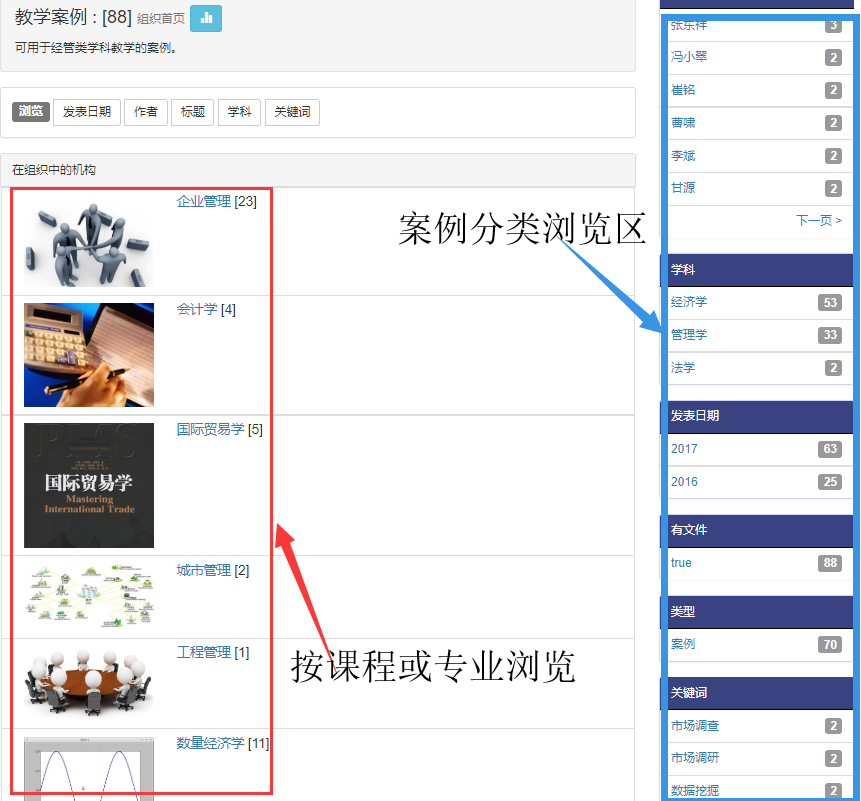 教学案例 : [88] 组织首页
可用于经管类学科教学的案例。
浏览 发表日期 作者 标题 学科 关键词
在组织中的机构
企业管理 [23]
会计学 [4]
国际贸易学 [5]
国际贸易学
Mastering
International Trade
城市管理 [2]
工程管理 [1]
数量经济学 [11]
案例分类浏览区
按课程或专业浏览
张东祥 3
冯小翠 2
崔铭 2
曹啸 2
李斌 2
甘源 2
下一页 >
学科
经济学 53
管理学 33
法学 2
发表日期
2017 63
2016 25
有文件
true 88
类型
案例 70
关键词
市场调查 2
市场调研 2
数据挖掘 2